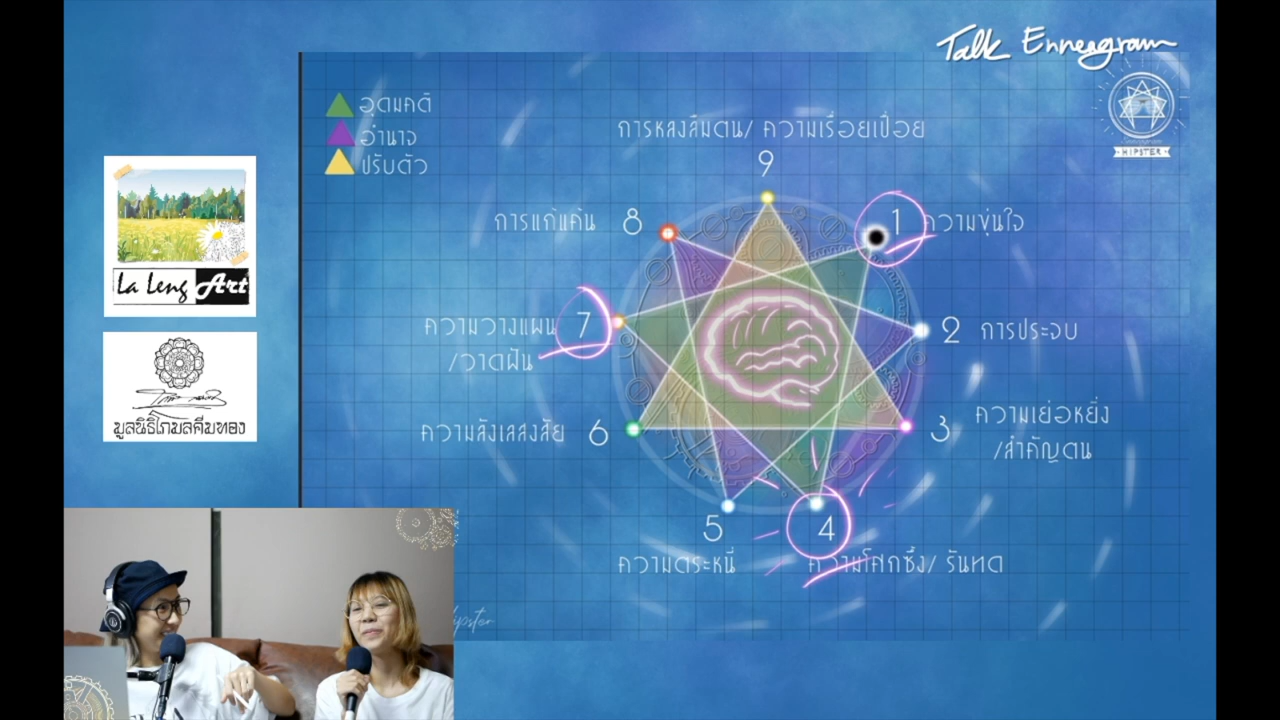 Talk Enneagram
HIPSTER
อุดมคติ
อำนาจ
ปรับตัว
การหลงลืมตน/ ความเรื่อยเปื่อย
9
การแก้แค้น 8
1 ความขุ่นใจ
ความวางแผน 7
/วาดฝัน
2 การประจบ
ความลังเลสงสัย 6
3 ความเย่อหยิ่ง
/สำคัญตน
5
ความตระหนี่
4
ความโศกซึ้ง/ รันทด
La Leng Art
มูลนิธิโกมลคีมทอง